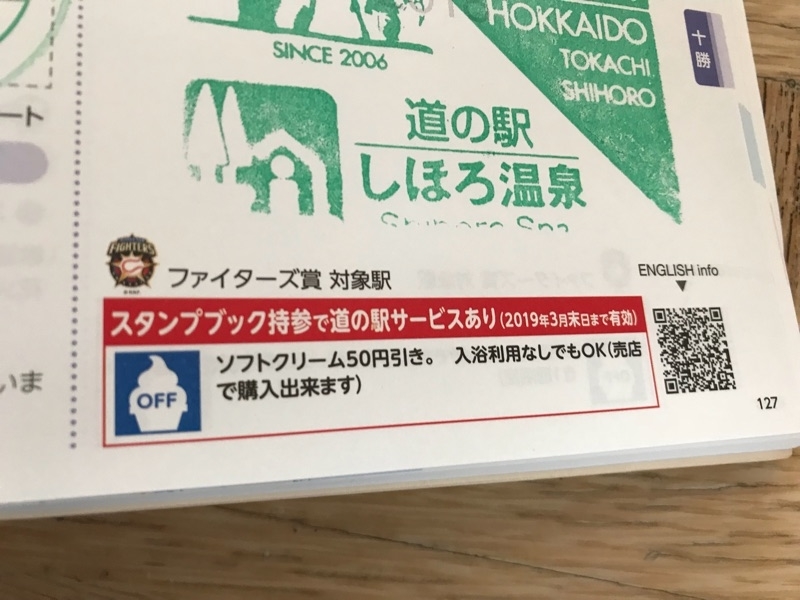 HOKKAIDO
TOKACHI
SHIHORO
十勝
SINCE 2006
道の駅
しほろ温泉
ート
FIGHTERS
ファイターズ賞 対象駅
ENGLISH info
▼
スタンプブック持参で道の駅サービスあり(2019年3月末日まで有効)
OFF
ソフトクリーム50円引き。 入浴利用なしでもOK(売店
で購入出来ます)
いま
127